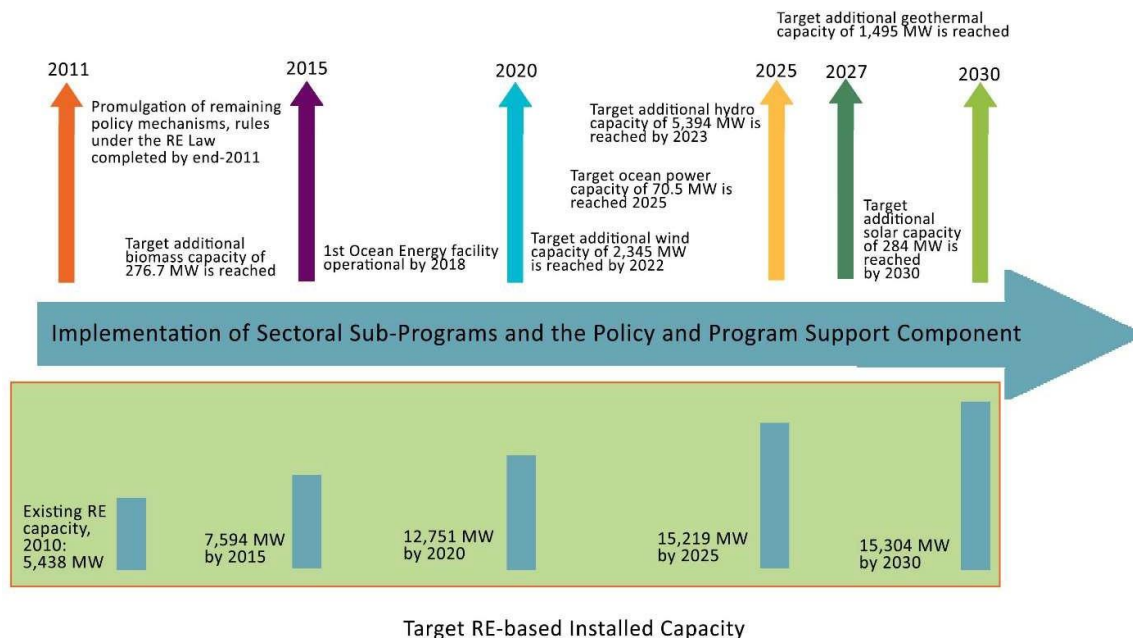 Target additional geothermal
capacity of 1,495 MW is reached
2011
2015
2020
2025
2027
2030
Promulgation of remaining
policy mechanisms, rules
under the RE Law
completed by end-2011
Target additional
biomass capacity of
276.7 MW is reached
1st Ocean Energy facility
operational by 2018
Target additional hydro
capacity of 5,394 MW is
reached by 2023
Target ocean power
capacity of 70.5 MW is
reached 2025
Target additional wind
capacity of 2,345 MW
is reached by 2022
Target
additional
solar capacity
of 284 MW is
reached
by 2030
Implementation of Sectoral Sub-Programs and the Policy and Program Support Component
Existing RE
capacity,
2010:
5,438 MW
7,594 MW
by 2015
12,751 MW
by 2020
15,219 MW
by 2025
15,304 MW
by 2030
Target RE-based Installed Capacity